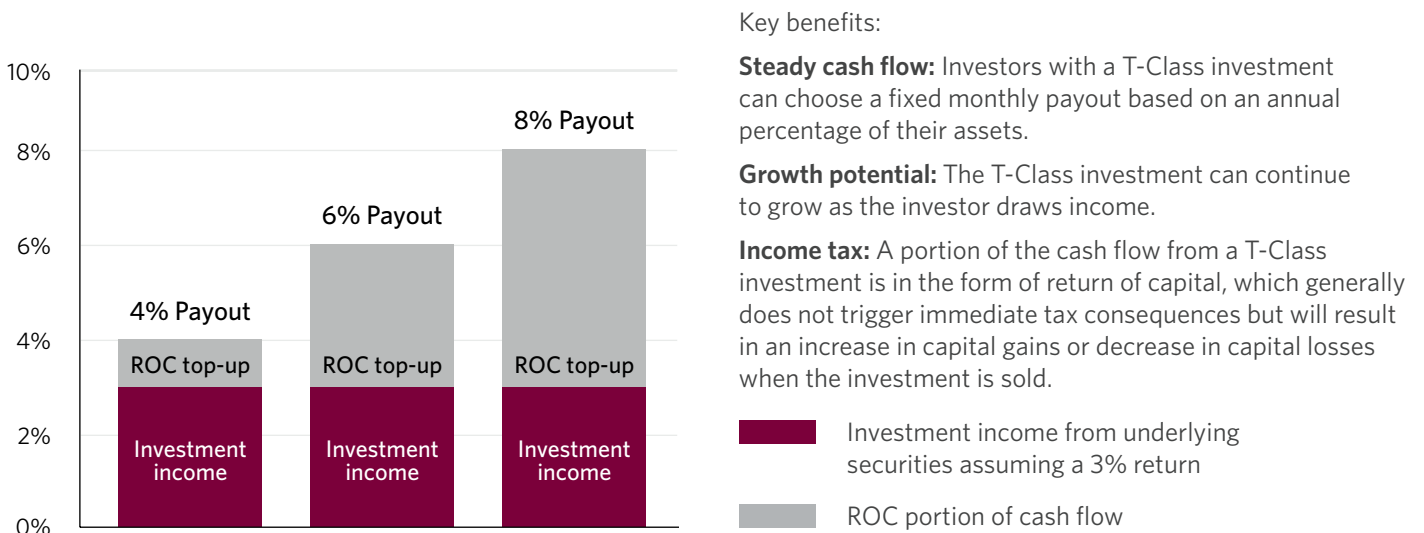 10%
8%
6%
4%
2%
0%
4% Payout
ROC top-up
Investment
income
6% Payout
ROC top-up
Investment
income
8% Payout
ROC top-up
Investment
income
Key benefits:
Steady cash flow: Investors with a T-Class investment
can choose a fixed monthly payout based on an annual
percentage of their assets.
Growth potential: The T-Class investment can continue
to grow as the investor draws income.
Income tax: A portion of the cash flow from a T-Class
investment is in the form of return of capital, which generally
does not trigger immediate tax consequences but will result
in an increase in capital gains or decrease in capital losses
when the investment is sold.
Investment income from underlying
securities assuming a 3% return
ROC portion of cash flow